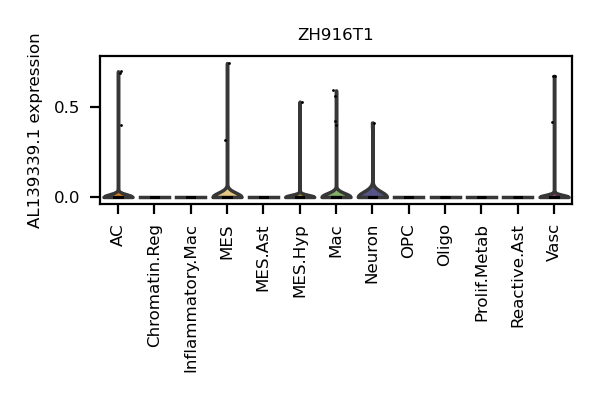 ZH916T1
AL139339.1 expression
0.5
0.0
AC
Chromatin.Reg
Inflammatory.Mac
MES
MES.Ast
MES.Hyp
Mac
Neuron
OPC
Oligo
Prolif.Metab
Reactive.Ast
Vasc